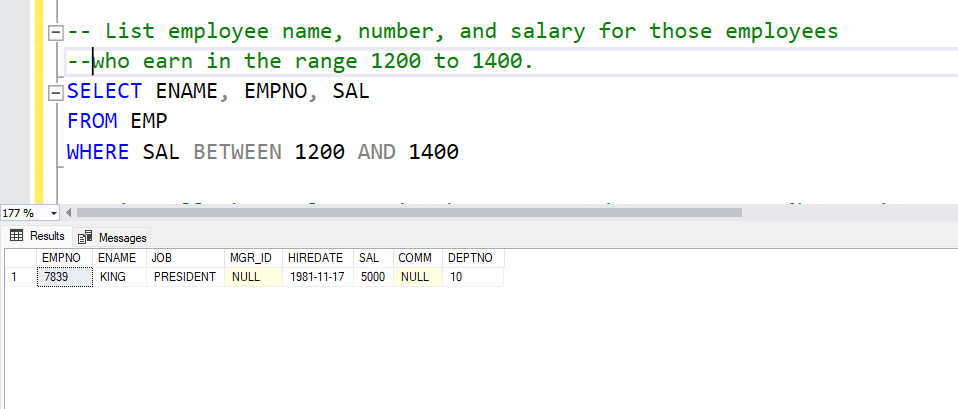 -- List employee name, number, and salary for those employees
--who earn in the range 1200 to 1400.
SELECT ENAME, EMPNO, SAL
FROM EMP
WHERE SAL BETWEEN 1200 AND 1400
177 %
Results Messages
EMPNO ENAME JOB MGR_ID HIREDATE SAL COMM DEPTNO
1 7839 KING PRESIDENT NULL 1981-11-17 5000 NULL 10